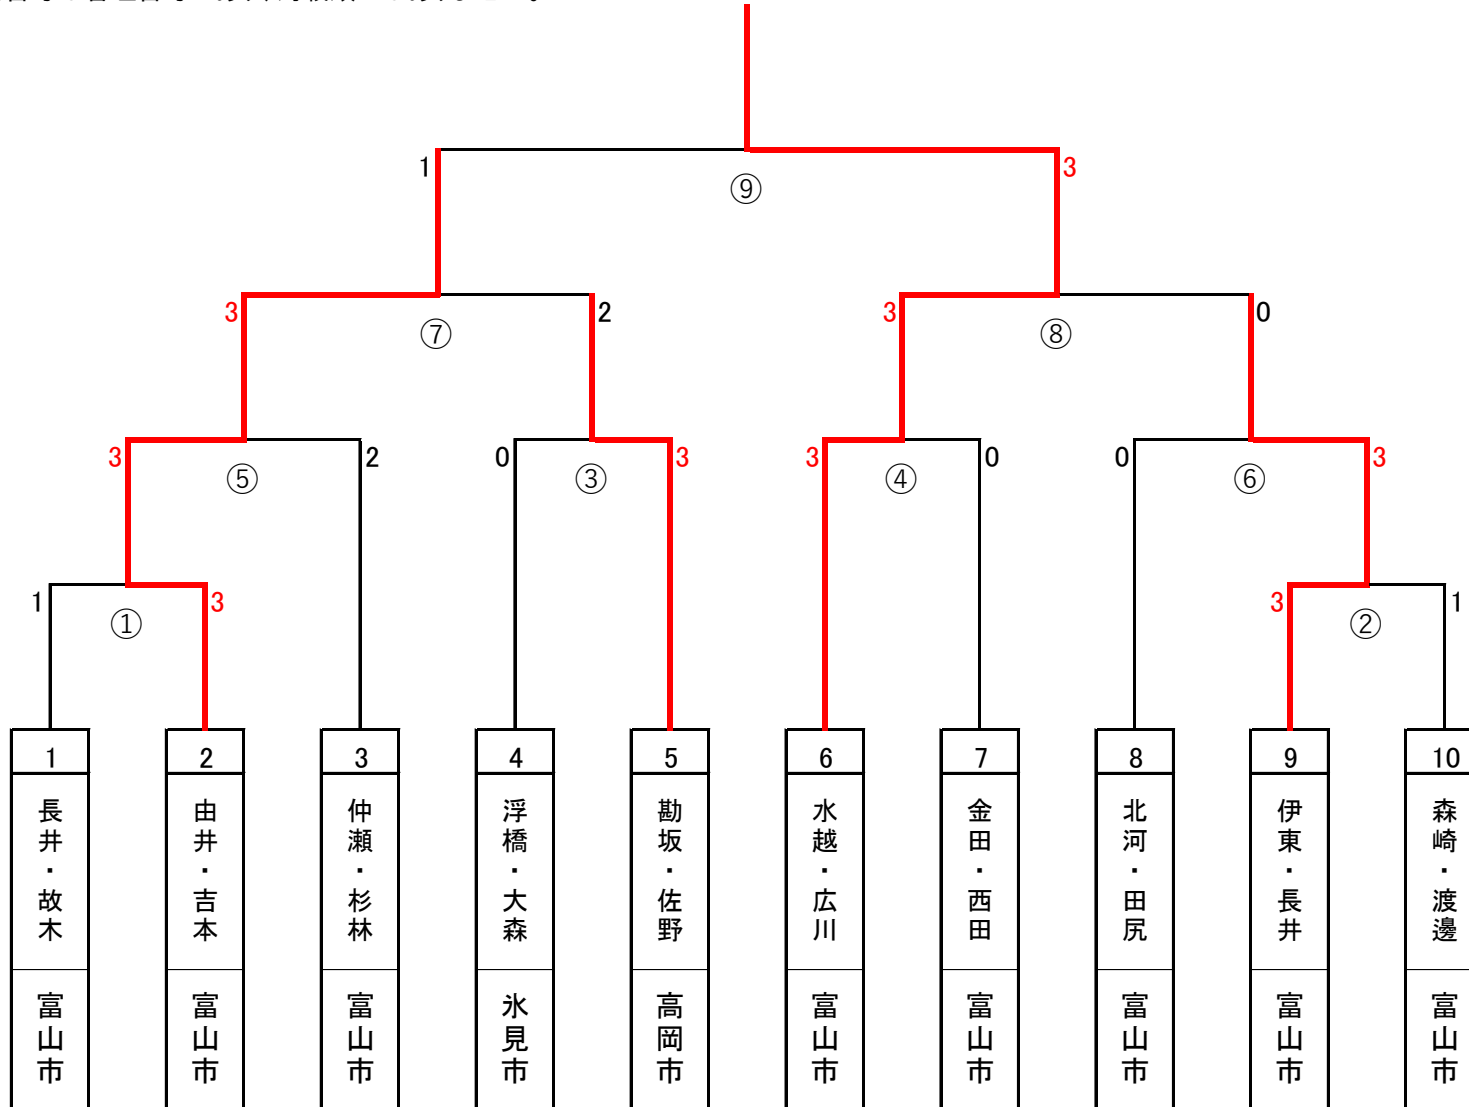 1
3
⑨
3
2
3
0
⑦
⑧
3
2
0
3
3
0
0
3
⑤
③
④
⑥
1
3
3
1
①
②
1
2
3
4
5
6
7
8
9
10
長井・故木
由井・吉本
仲瀬・杉林
浮橋・大森
勘坂・佐野
水越・広川
金田・西田
北河・田尻
伊東・長井
森崎・渡邊
富山市
富山市
富山市
氷見市
高岡市
富山市
富山市
富山市
富山市
富山市